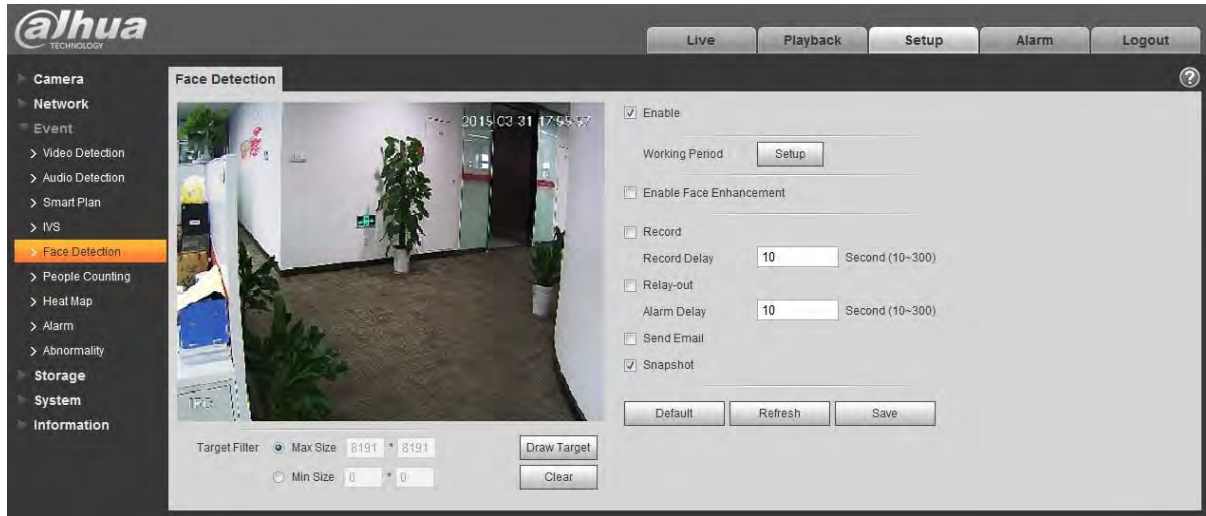 alhua
TECHNOLOGY
Live Playback Setup Alarm Logout
Camera
Network
Event
Video Detection
Audio Detection
Smart Plan
IVS
Face Detection
People Counting
Heat Map
Alarm
Abnormality
Storage
System
Information
Face Detection
?
2015-03-31 17:55:57
IPC
Target Filter Max Size 8191 * 8191 Draw Target
Min Size 0 * 0 Clear
Enable
Working Period Setup
Enable Face Enhancement
Record
Record Delay 10 Second (10~300)
Relay-out
Alarm Delay 10 Second (10~300)
Send Email
Snapshot
Default Refresh Save